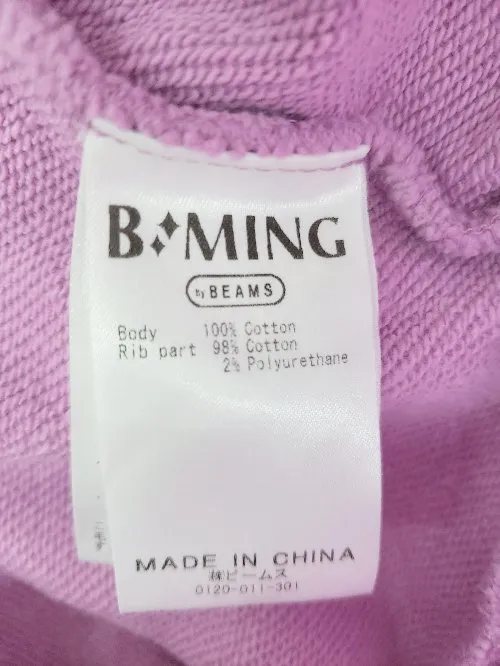 B MING
by BEAMS
Body 100% Cotton
Rib part 98% Cotton
2% Polyurethane
MADE IN CHINA
㈱ビームス
0120-011-301